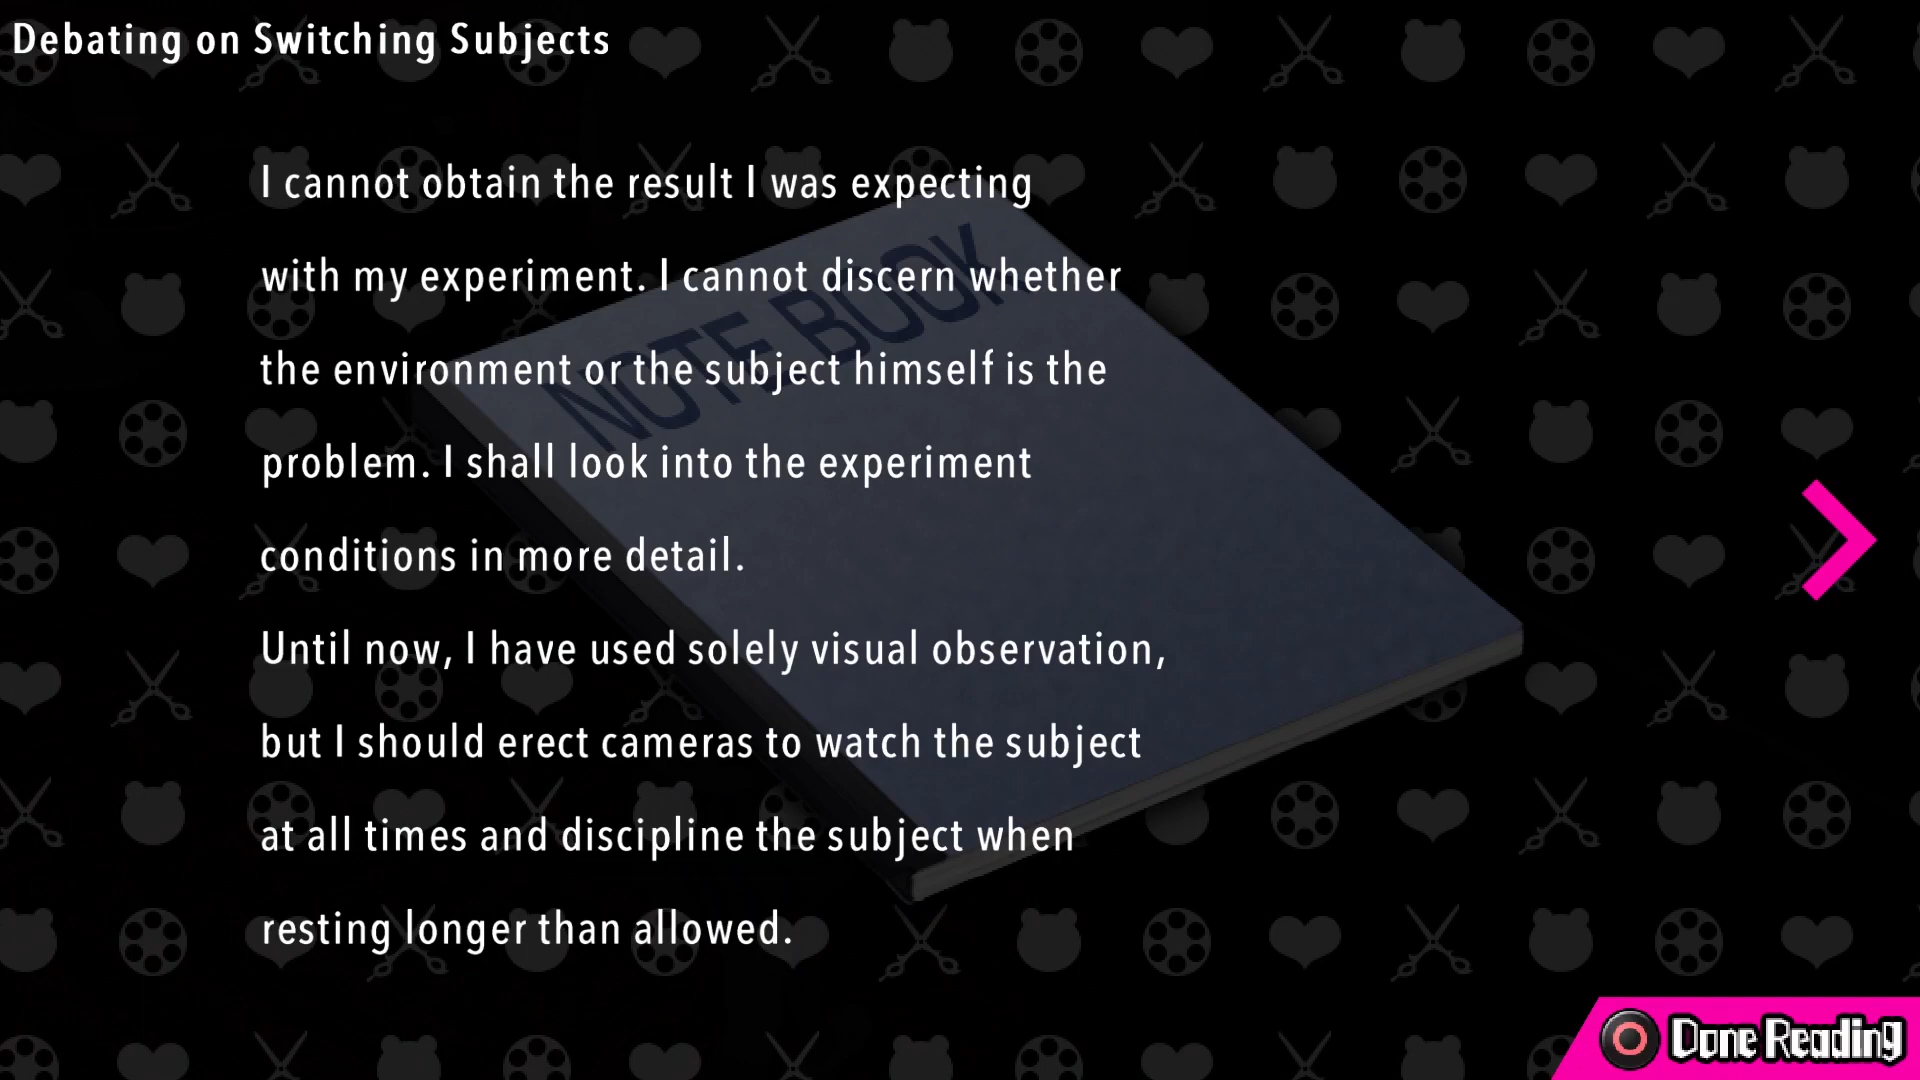 Debating on Switching Subjects
I cannot obtain the result I was expecting
with my experiment. I cannot discern whether
the environment or the subject himself is the
problem. I shall look into the experiment
conditions in more detail.
Until now, I have used solely visual observation,
but I should erect cameras to watch the subject
at all times and discipline the subject when
resting longer than allowed.
NOTE BOOK
Done Reading